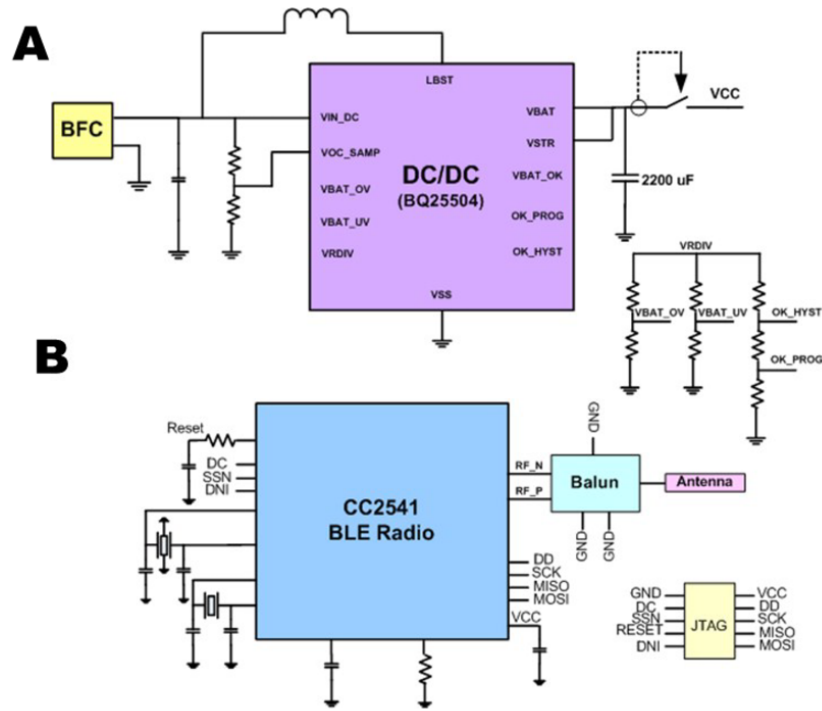 A
BFC
LBST
VIN_DC
VOC_SAMP
VBAT_OV
VBAT_UV
VRDIV
DC/DC
(BQ25504)
VBAT
VSTR
VBAT_OK
OK_PROG
OK_HYST
VSS
VCC
2200 uF
VRDIV
VBAT_OV
VBAT_UV
OK_HYST
OK_PROG
B
Reset
DC
SSN
DNI
CC2541
BLE Radio
RF_N
RF_P
GND
Balun
GND
GND
Antenna
DD
SCK
MISO
MOSI
VCC
GND
DC
SSN
RESET
DNI
JTAG
VCC
DD
SCK
MISO
MOSI